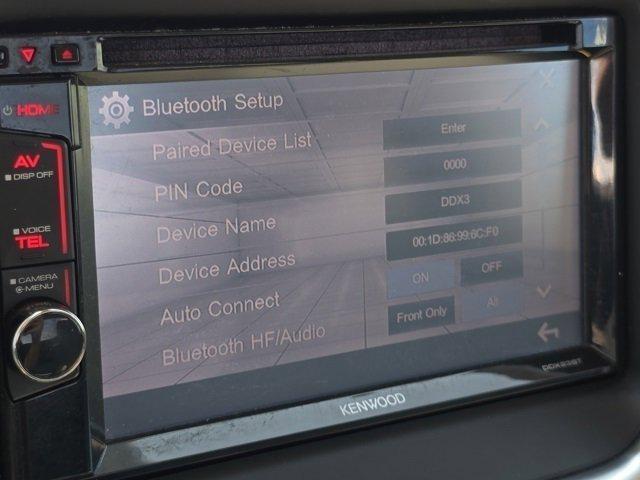 Bluetooth Setup
HOME
Paired Device List Enter
AV
DISP OFF
PIN Code 0000
Device Name DDX3
VOICE
TEL
Device Address 00:1D:86:99:6C:F0
CAMERA
-MENU
Auto Connect ON OFF
Bluetooth HF/Audio Front Only All
KENWOOD